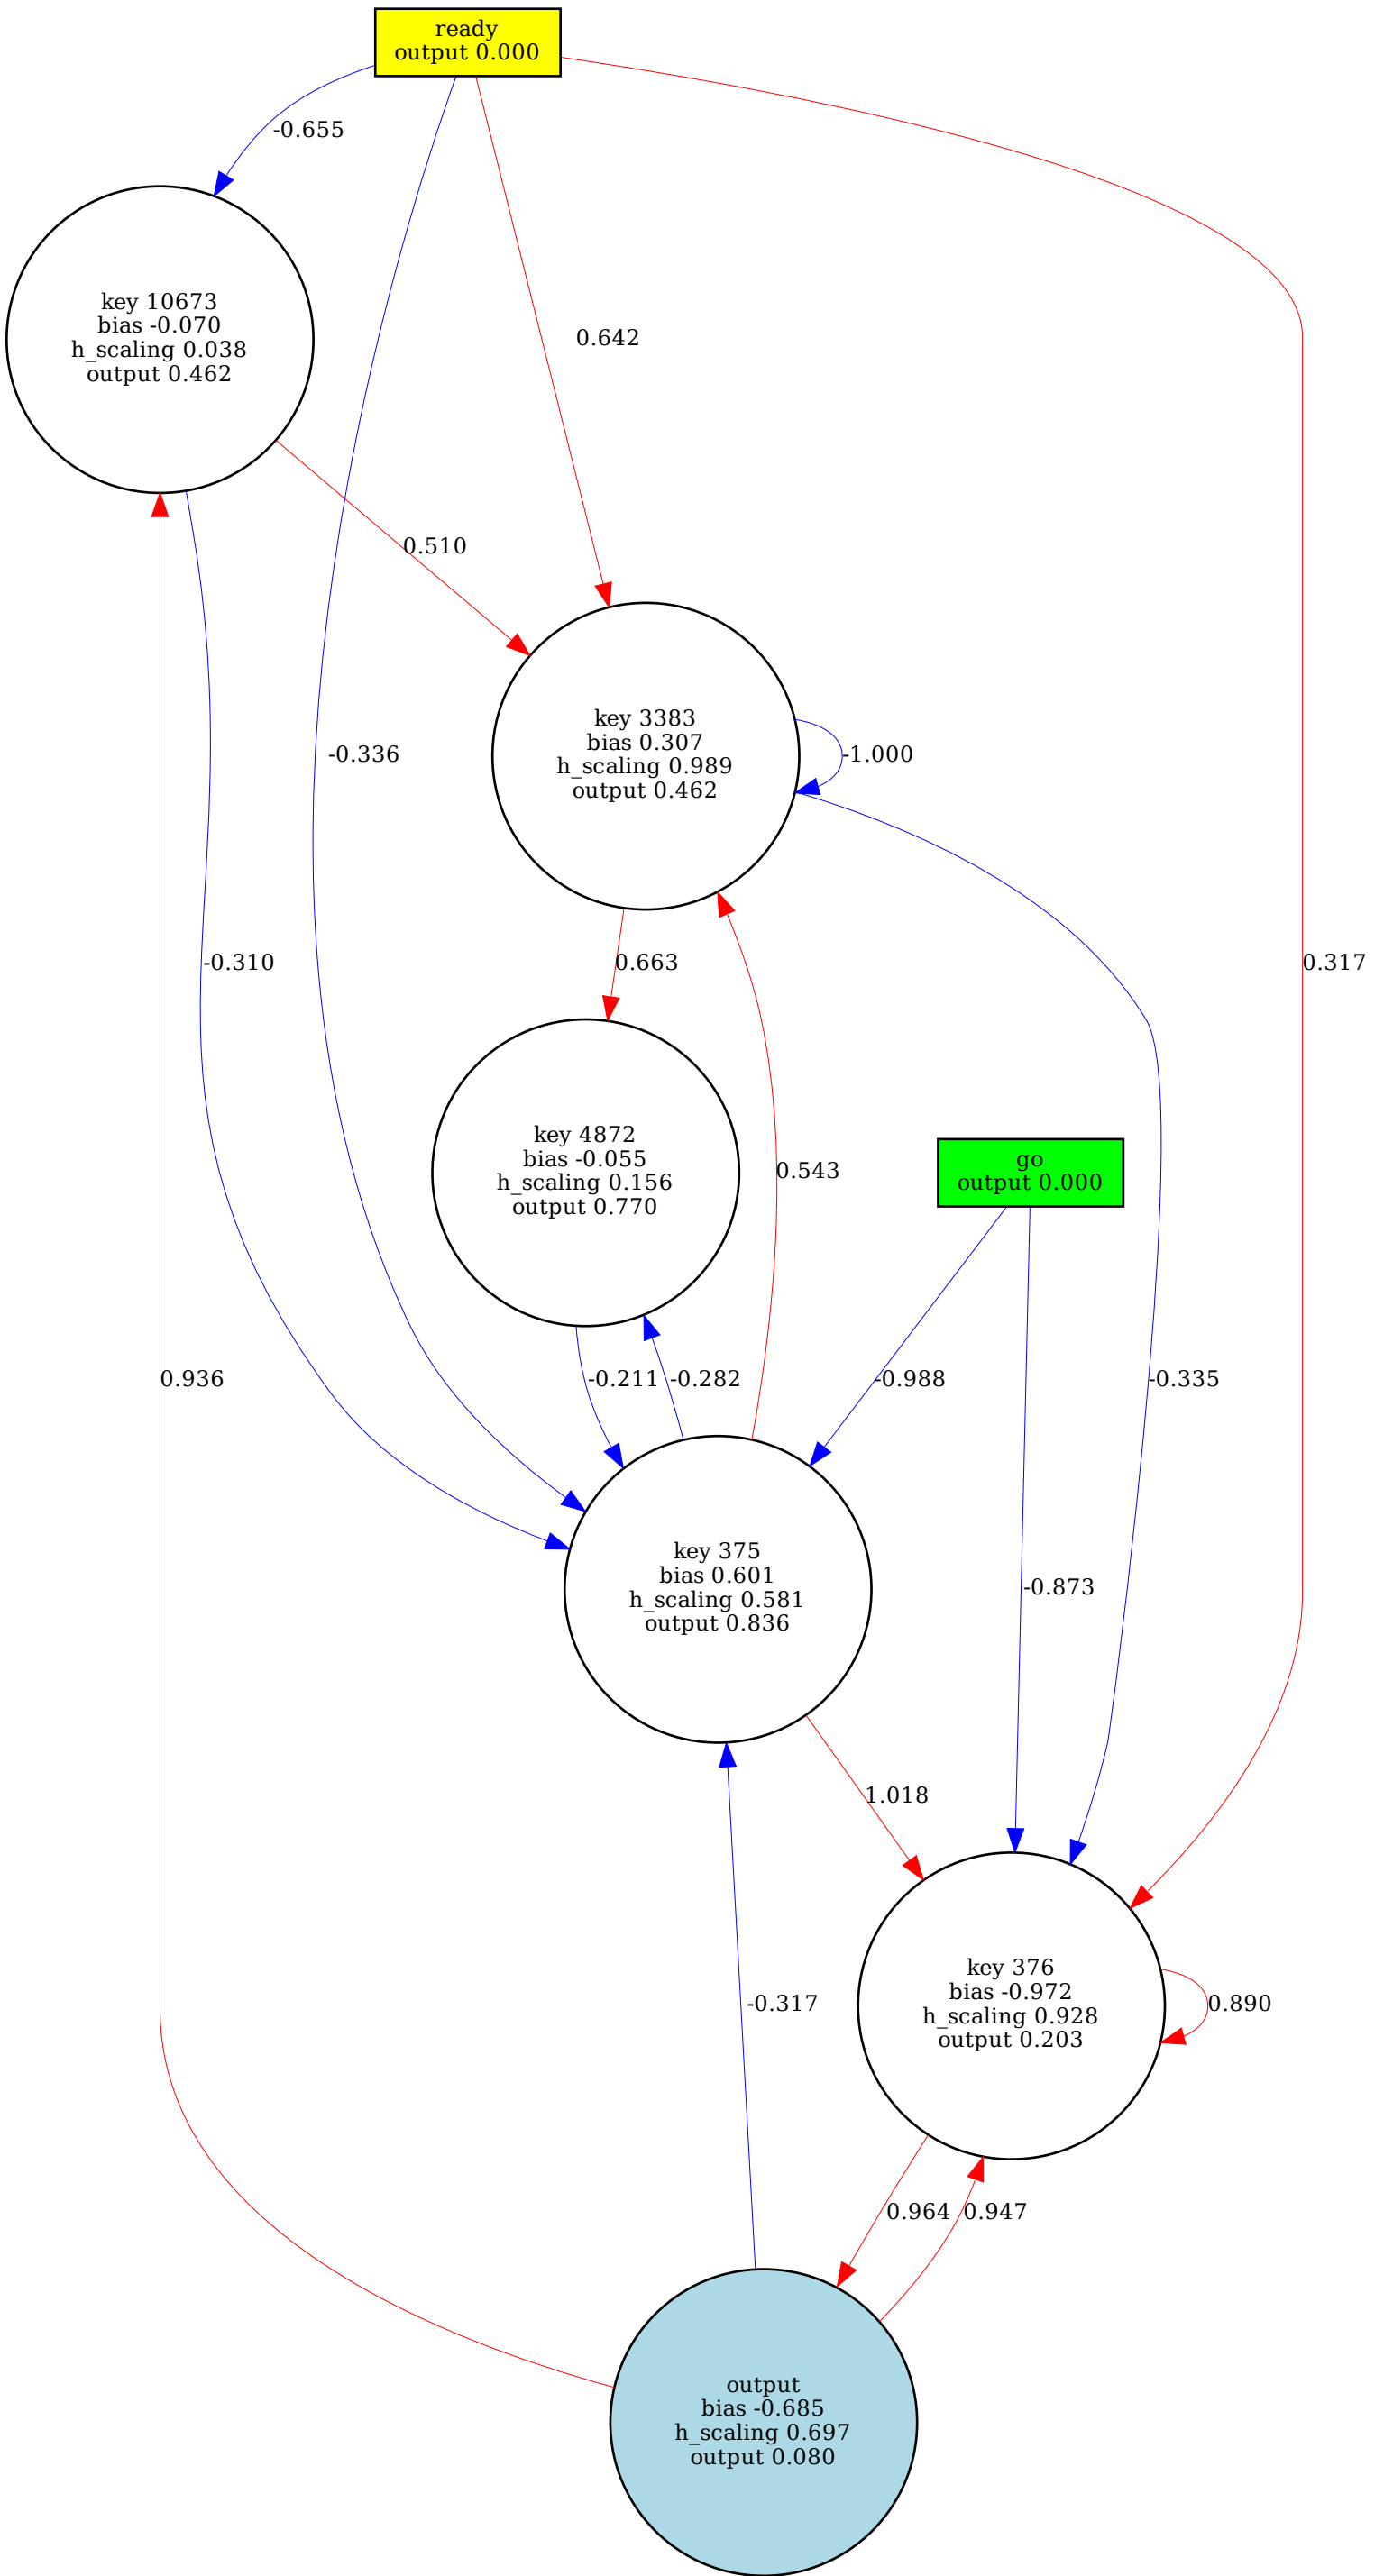 ready
output 0.000
-0.655
key 10673
bias -0.070
h_scaling 0.038
output 0.462
0.642
0.510
key 3383
bias 0.307
h_scaling 0.989
output 0.462
-1.000
-0.336
-0.310
0.663
0.317
key 4872
bias -0.055
h_scaling 0.156
output 0.770
0.543
go
output 0.000
0.936
-0.211
-0.282
-0.988
-0.335
key 375
bias 0.601
h_scaling 0.581
output 0.836
-0.873
1.018
key 376
bias -0.972
h_scaling 0.928
output 0.203
0.890
-0.317
0.964
0.947
output
bias -0.685
h_scaling 0.697
output 0.080